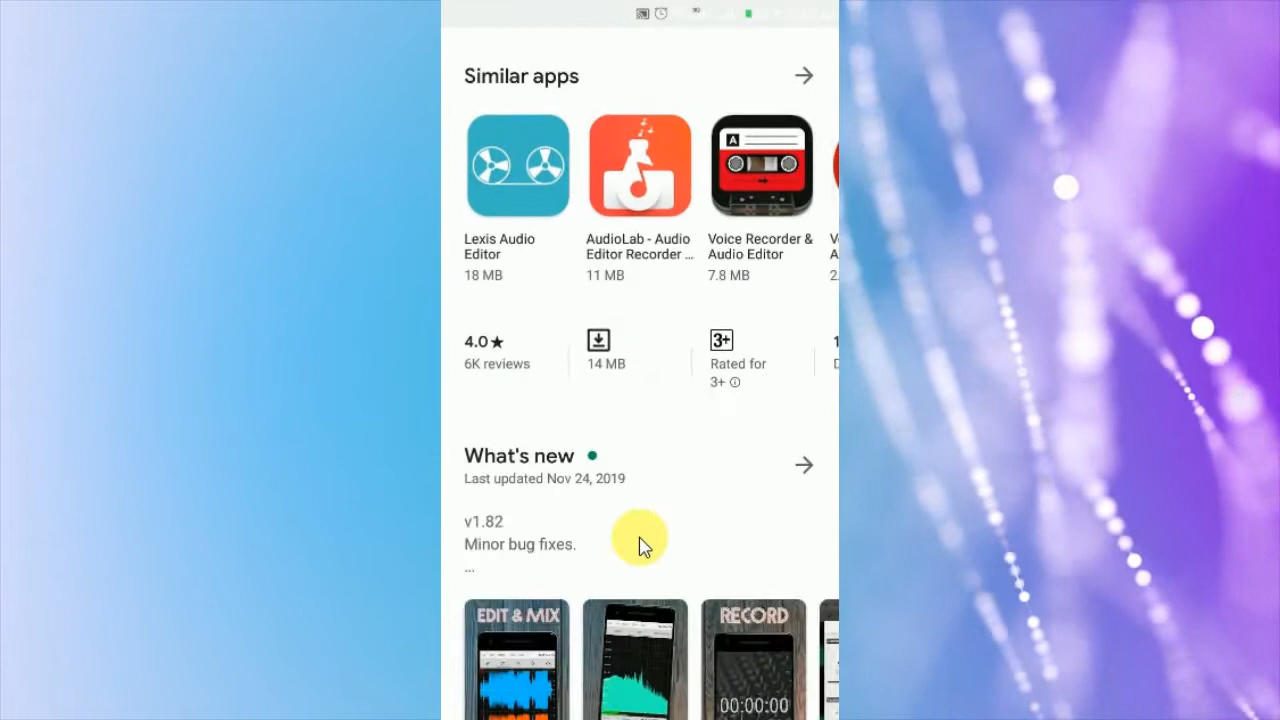 Similar apps
Lexis Audio
Editor
18 MB
AudioLab - Audio
Editor Recorder ...
11 MB
A
Voice Recorder &
Audio Editor
7.8 MB
4.0★
6K reviews
14 MB
3+
Rated for
3+
What's new
Last updated Nov 24, 2019
v1.82
Minor bug fixes.
...
EDIT & MIX
RECORD
00:00:00